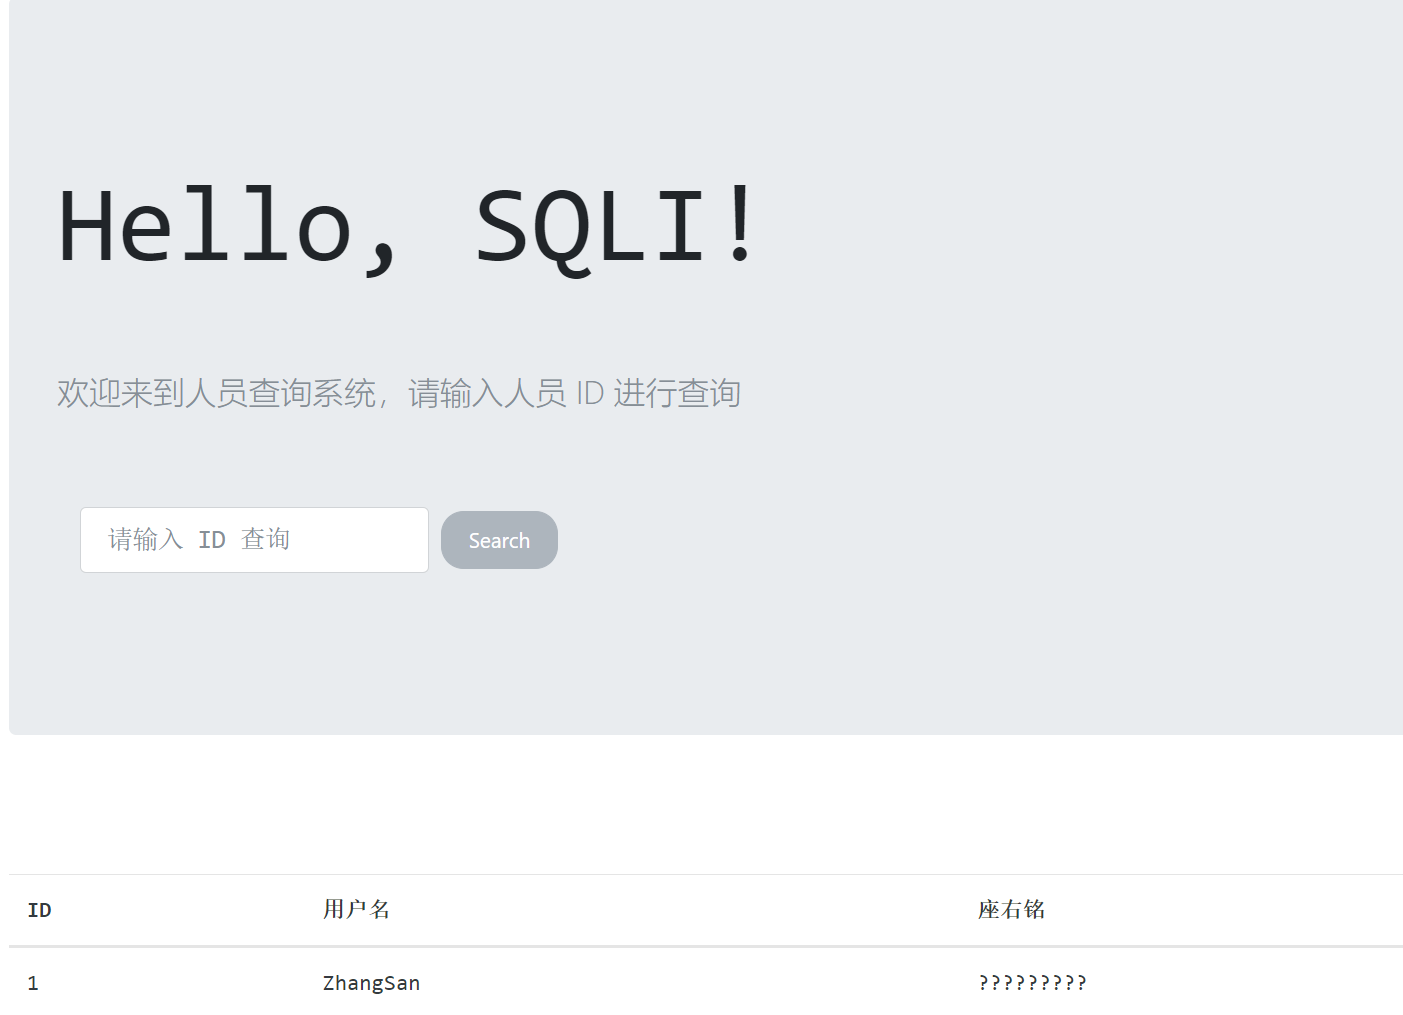 Hello, SQLI!
欢迎来到人员查询系统，请输入人员 ID 进行查询
请输入 ID 查询 Search
ID 用户名 座右铭
1 ZhangSan ?????????